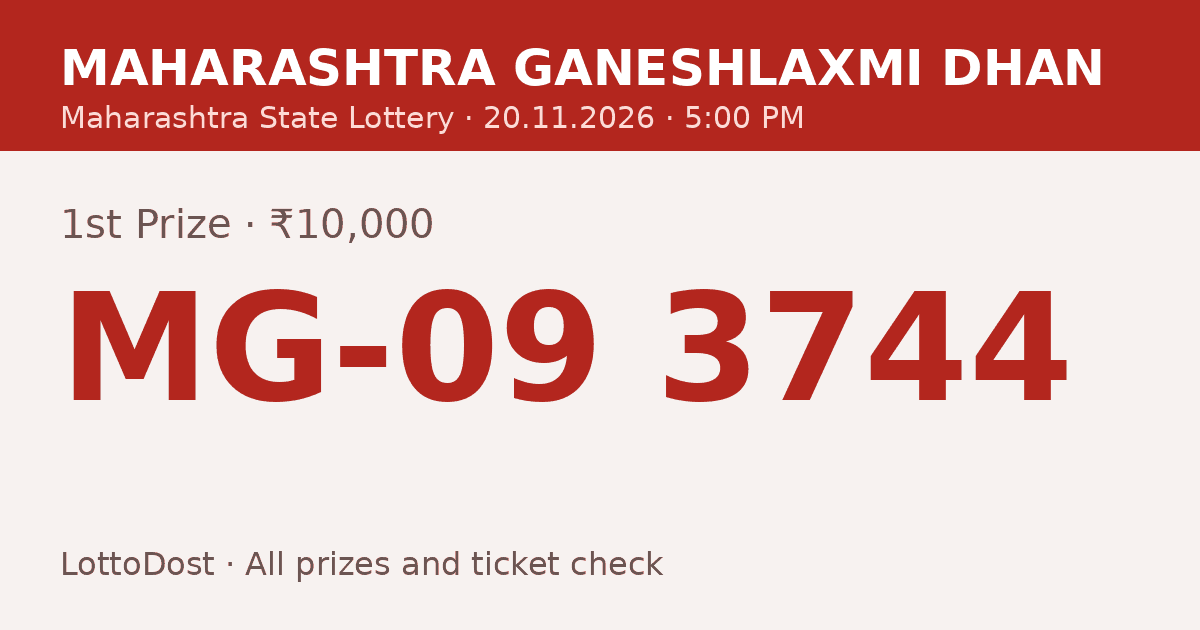 MAHARASHTRA GANESHLAXMI DHAN
Maharashtra State Lottery · 20.11.2026 · 5:00 PM
1st Prize · ₹10,000
MG-09 3744
LottoDost · All prizes and ticket check